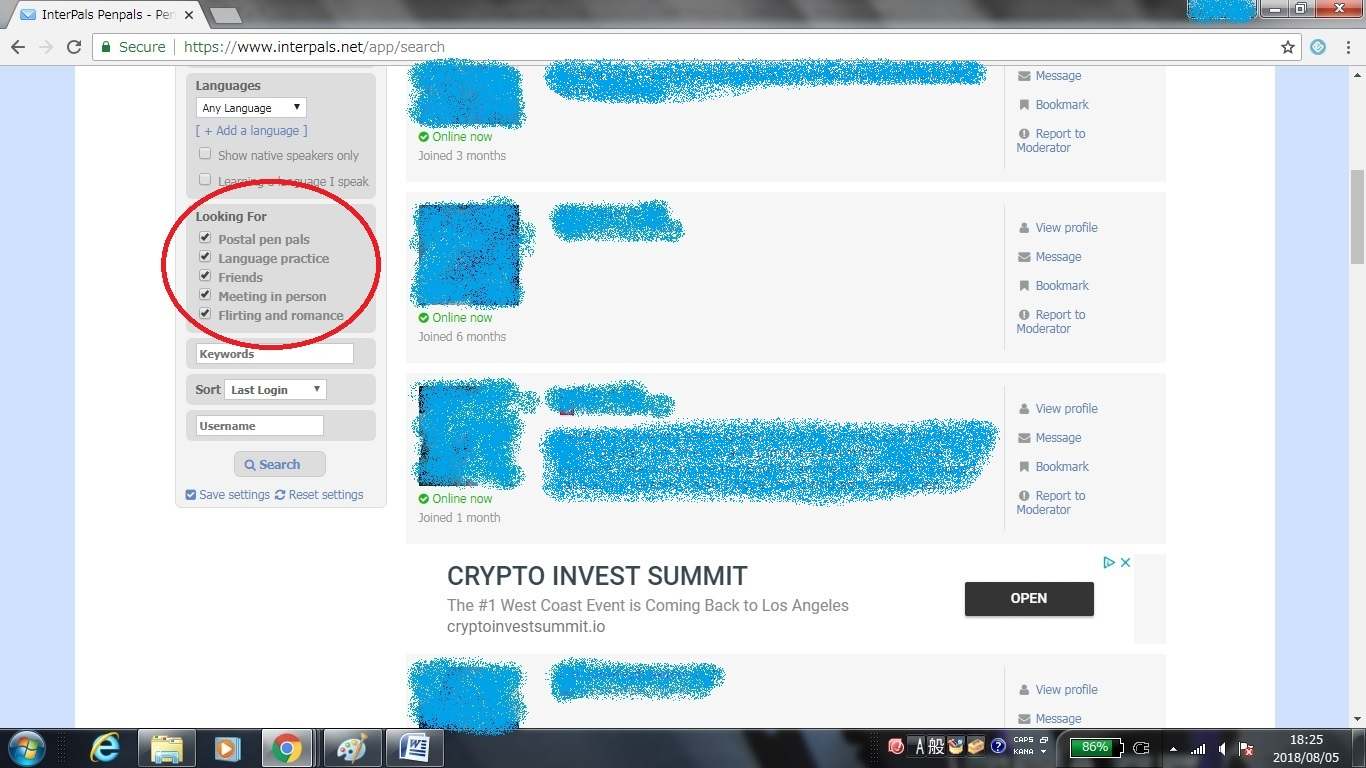 InterPals Penpals - Pen
Secure
https://www.interpals.net/app/search
Languages
Any Language
[ + Add a language ]
Show native speakers only
Learning a language I speak
Looking For
Postal pen pals
Language practice
Friends
Meeting in person
Flirting and romance
Keywords
Sort Last Login
Username
Search
Save settings Reset settings
Online now
Joined 3 months
Message
Bookmark
Report to
Moderator
Online now
Joined 6 months
View profile
Message
Bookmark
Report to
Moderator
Online now
Joined 1 month
View profile
Message
Bookmark
Report to
Moderator
CRYPTO INVEST SUMMIT
The #1 West Coast Event is Coming Back to Los Angeles
cryptoinvestsummit.io
OPEN
View profile
Message
A 般
CAPS
KANA
86%
18:25
2018/08/05